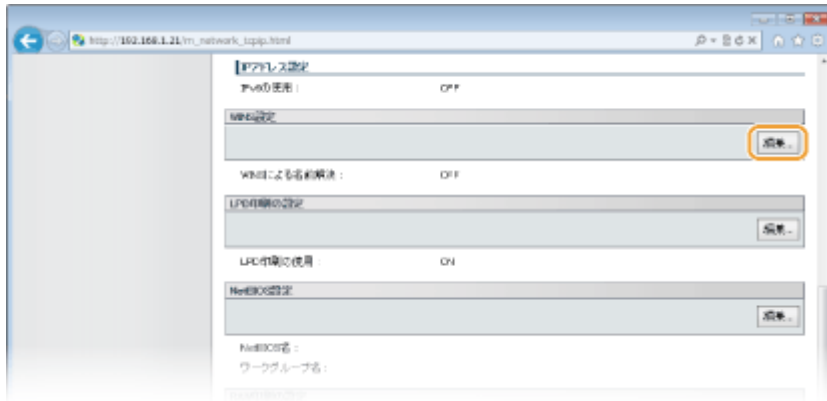 http://192.168.1.21/m_network_tcpip.html
IPアドレス設定
IPv6の使用 : OFF
WINS設定
編集...
WINSによる名前解決 : OFF
LPD印刷の設定
編集...
LPD印刷の使用 : ON
NetBIOS設定
編集...
NetBIOS名 :
ワークグループ名 :